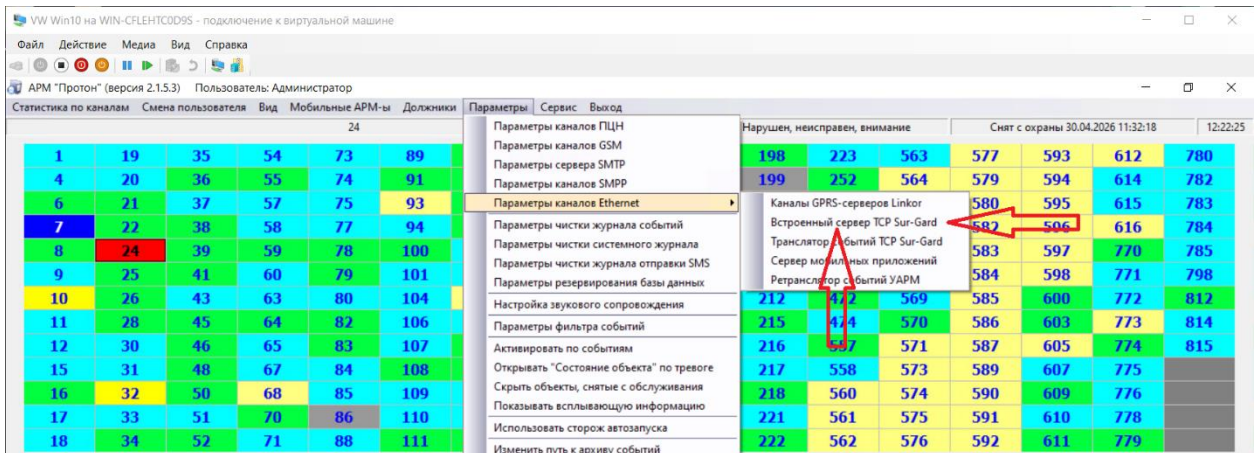 VW Win10 на WIN-CFLEHTC0D9S - подключение к виртуальной машине
Файл Действие Медиа Вид Справка
АРМ "Протон" (версия 2.1.5.3) Пользователь: Администратор
Статистика по каналам Смена пользователя Вид Мобильные АРМ-ы Должники Параметры Сервис Выход
24 Нарушен, неисправен, внимание Снят с охраны 30.04.2026 11:32:18 12:22:25
Параметры каналов ПЦН
Параметры каналов GSM
Параметры сервера SMTP
Параметры каналов SMPP
Параметры каналов Ethernet
Параметры чистки журнала событий
Параметры чистки системного журнала
Параметры чистки журнала отправки SMS
Параметры резервирования базы данных
Настройка звукового сопровождения
Параметры фильтра событий
Активировать по событиям
Открывать "Состояние объекта" по тревоге
Скрыть объекты, снятые с обслуживания
Показывать всплывающую информацию
Использовать сторож автозапуска
Изменить путь к архиву событий
Каналы GPRS-серверов Linkor
Встроенный сервер TCP Sur-Gard
Транслятор событий TCP Sur-Gard
Сервер мобильных приложений
Ретранслятор событий УАРМ
1 19 35 54 73 89 198 223 563 577 593 612 780
4 20 36 55 74 91 199 252 564 579 594 614 782
6 21 37 57 75 93 580 595 615 783
7 22 38 58 77 94 582 596 616 784
8 24 39 59 78 100 583 597 770 785
9 25 41 60 79 101 584 598 771 798
10 26 43 63 80 104 212 472 569 585 600 772 812
11 28 45 64 82 106 215 474 570 586 603 773 814
12 30 46 65 83 107 216 557 571 587 605 774 815
15 31 48 67 84 108 217 558 573 589 607 775
16 32 50 68 85 109 218 560 574 590 609 776
17 33 51 70 86 110 221 561 575 591 610 778
18 34 52 71 88 111 222 562 576 592 611 779